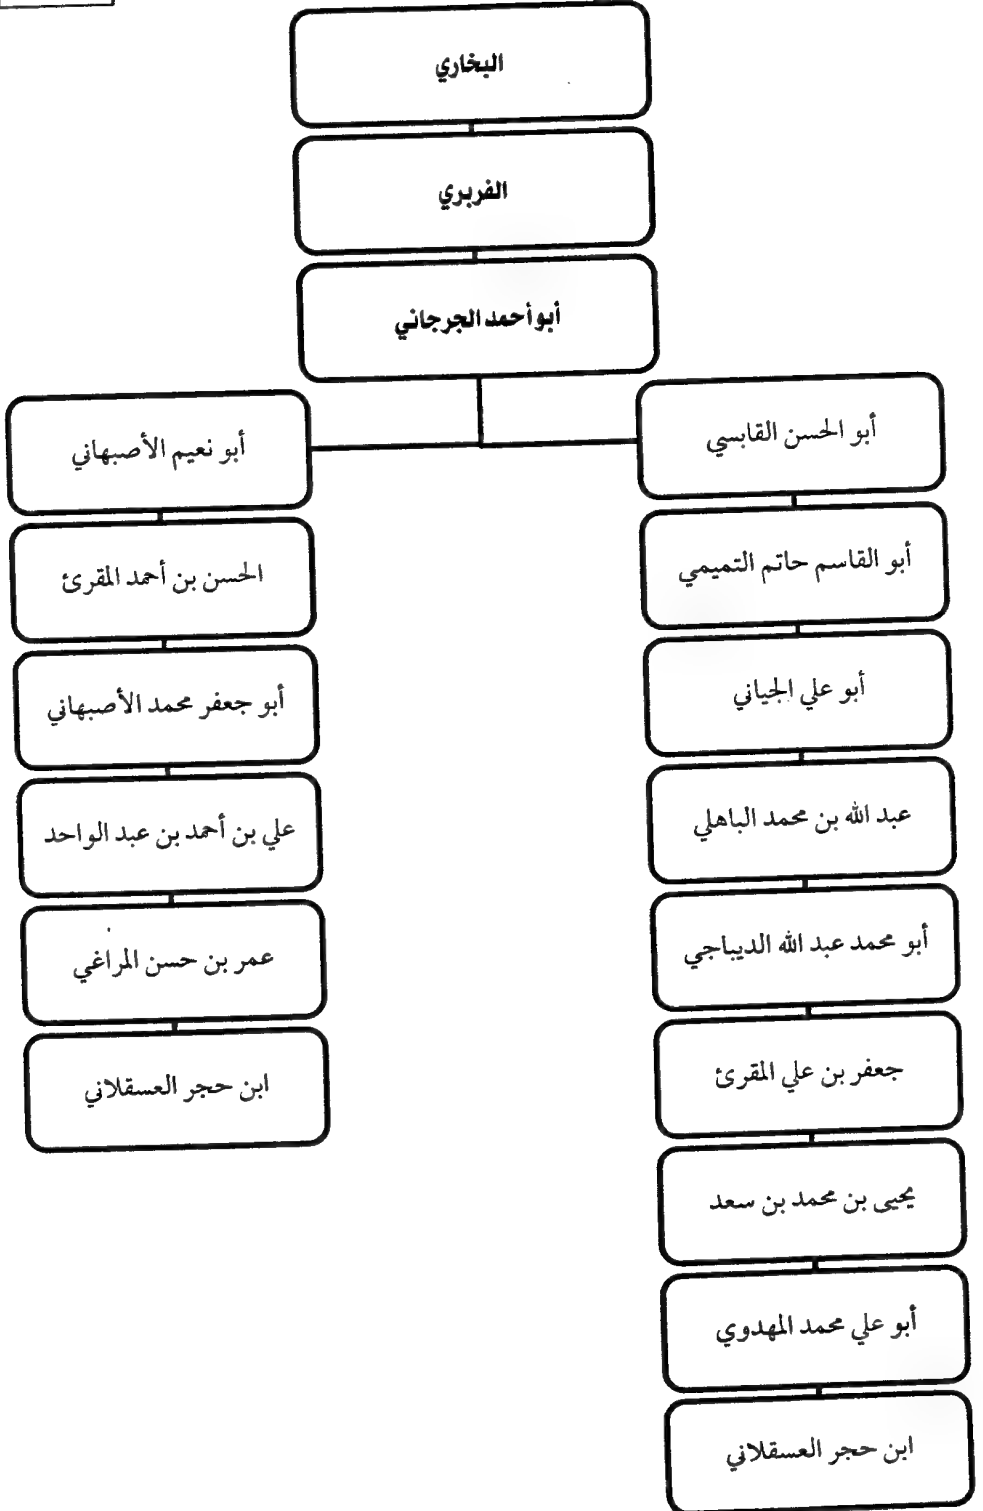 البخاري
الفربري
أبو أحمد الجرجاني
أبو الحسن القابسي
أبو القاسم حاتم التميمي
أبو علي الجياني
عبد الله بن محمد الباهلي
أبو محمد عبد الله الديباجي
جعفر بن علي المقرئ
يحيى بن محمد بن سعد
أبو علي محمد المهدوي
ابن حجر العسقلاني
أبو نعيم الأصبهاني
الحسن بن أحمد المقرئ
أبو جعفر محمد الأصبهاني
علي بن أحمد بن عبد الواحد
عمر بن حسن المراغي
ابن حجر العسقلاني